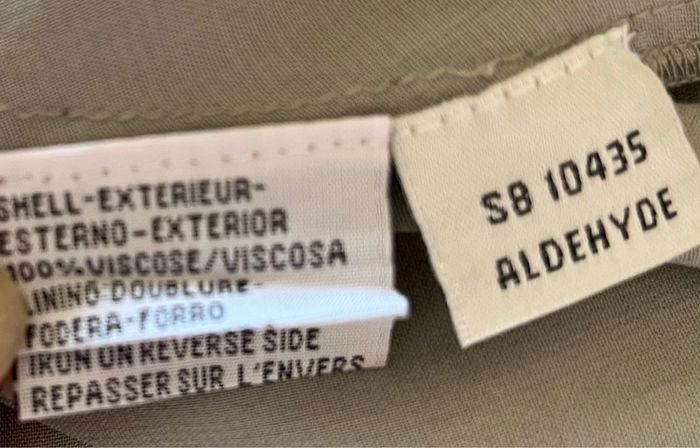 SHELL-EXTERIEUR-
ESTERNO-EXTERIOR
100%VISCOSE/VISCOSA
LINING DOUBLURE-
FODERA-FORRO
IRON ON REVERSE SIDE
REPASSER SUR L'ENVERS
SB 10435
ALDEHYDE